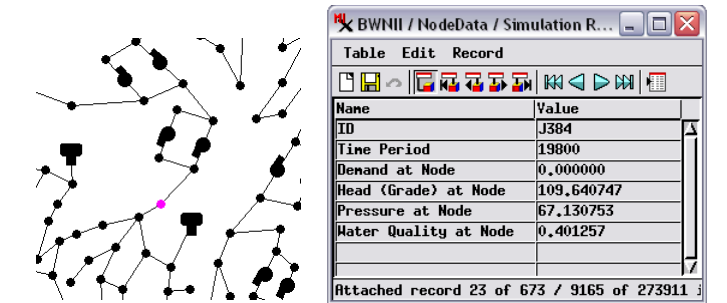 BWNII / NodeData / Simulation R...
Table Edit Record
Name Value
ID J384
Time Period 19800
Demand at Node 0.000000
Head (Grade) at Node 109.640747
Pressure at Node 67.130753
Water Quality at Node 0.401257
Attached record 23 of 673 / 9165 of 273911 i